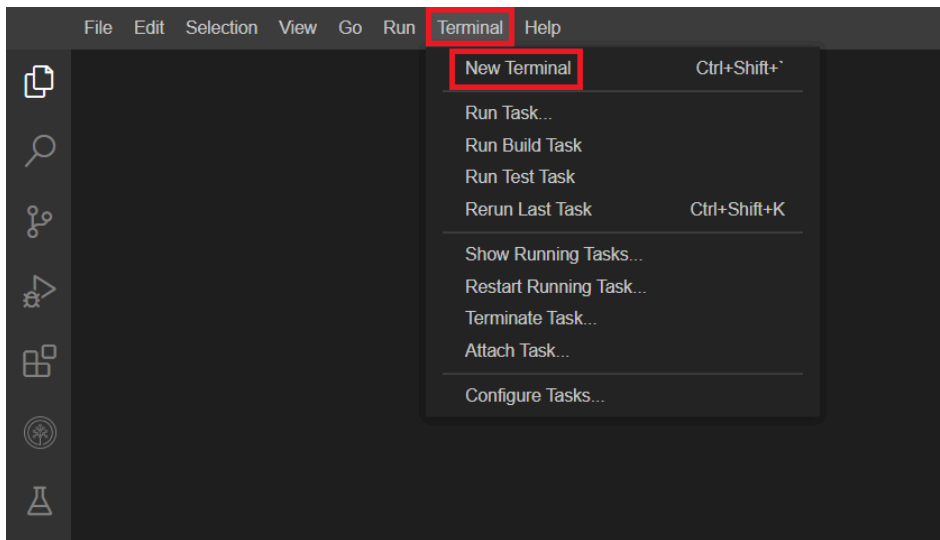 File Edit Selection View Go Run Terminal Help
New Terminal Ctrl+Shift+`
Run Task...
Run Build Task
Run Test Task
Rerun Last Task Ctrl+Shift+K
Show Running Tasks...
Restart Running Task...
Terminate Task...
Attach Task...
Configure Tasks...